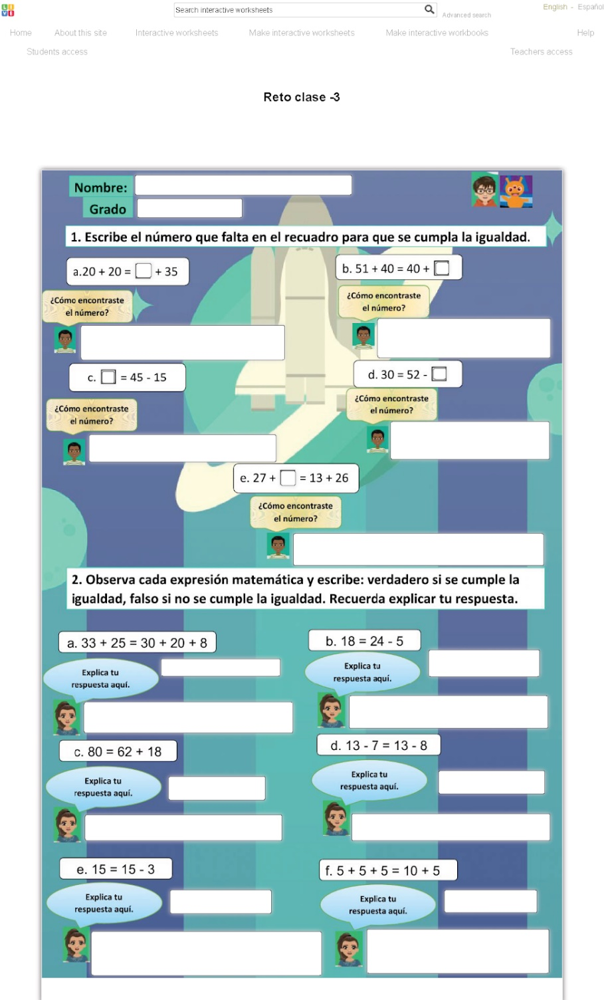 LIVE
Search interactive worksheets
Advanced search
English - Español
Home About this site Interactive worksheets Make interactive worksheets Make interactive workbooks Help
Students access Teachers access
Reto clase -3
Nombre:
Grado
1. Escribe el número que falta en el recuadro para que se cumpla la igualdad.
a.20 + 20 = □ + 35
b. 51 + 40 = 40 + □
¿Cómo encontraste
el número?
¿Cómo encontraste
el número?
c. □ = 45 - 15
d. 30 = 52 - □
¿Cómo encontraste
el número?
¿Cómo encontraste
el número?
e. 27 + □ = 13 + 26
¿Cómo encontraste
el número?
2. Observa cada expresión matemática y escribe: verdadero si se cumple la
igualdad, falso si no se cumple la igualdad. Recuerda explicar tu respuesta.
a. 33 + 25 = 30 + 20 + 8
b. 18 = 24 - 5
Explica tu
respuesta aquí.
Explica tu
respuesta aquí.
c. 80 = 62 + 18
d. 13 - 7 = 13 - 8
Explica tu
respuesta aquí.
Explica tu
respuesta aquí.
e. 15 = 15 - 3
f. 5 + 5 + 5 = 10 + 5
Explica tu
respuesta aquí.
Explica tu
respuesta aquí.